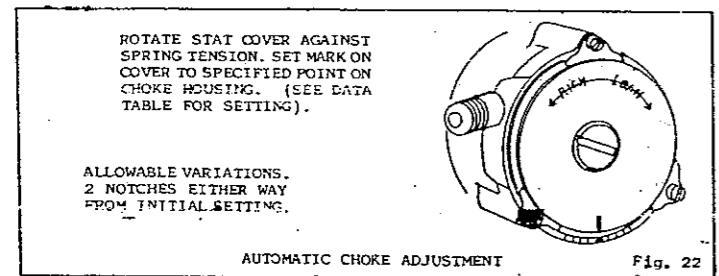 ROTATE STAT COVER AGAINST
SPRING TENSION. SET MARK ON
COVER TO SPECIFIED POINT ON
CHOKE HOUSING. (SEE DATA
TABLE FOR SETTING).
RICH LEAN
ALLOWABLE VARIATIONS.
2 NOTCHES EITHER WAY
FROM INITIAL SETTING.
AUTOMATIC CHOKE ADJUSTMENT Fig. 22